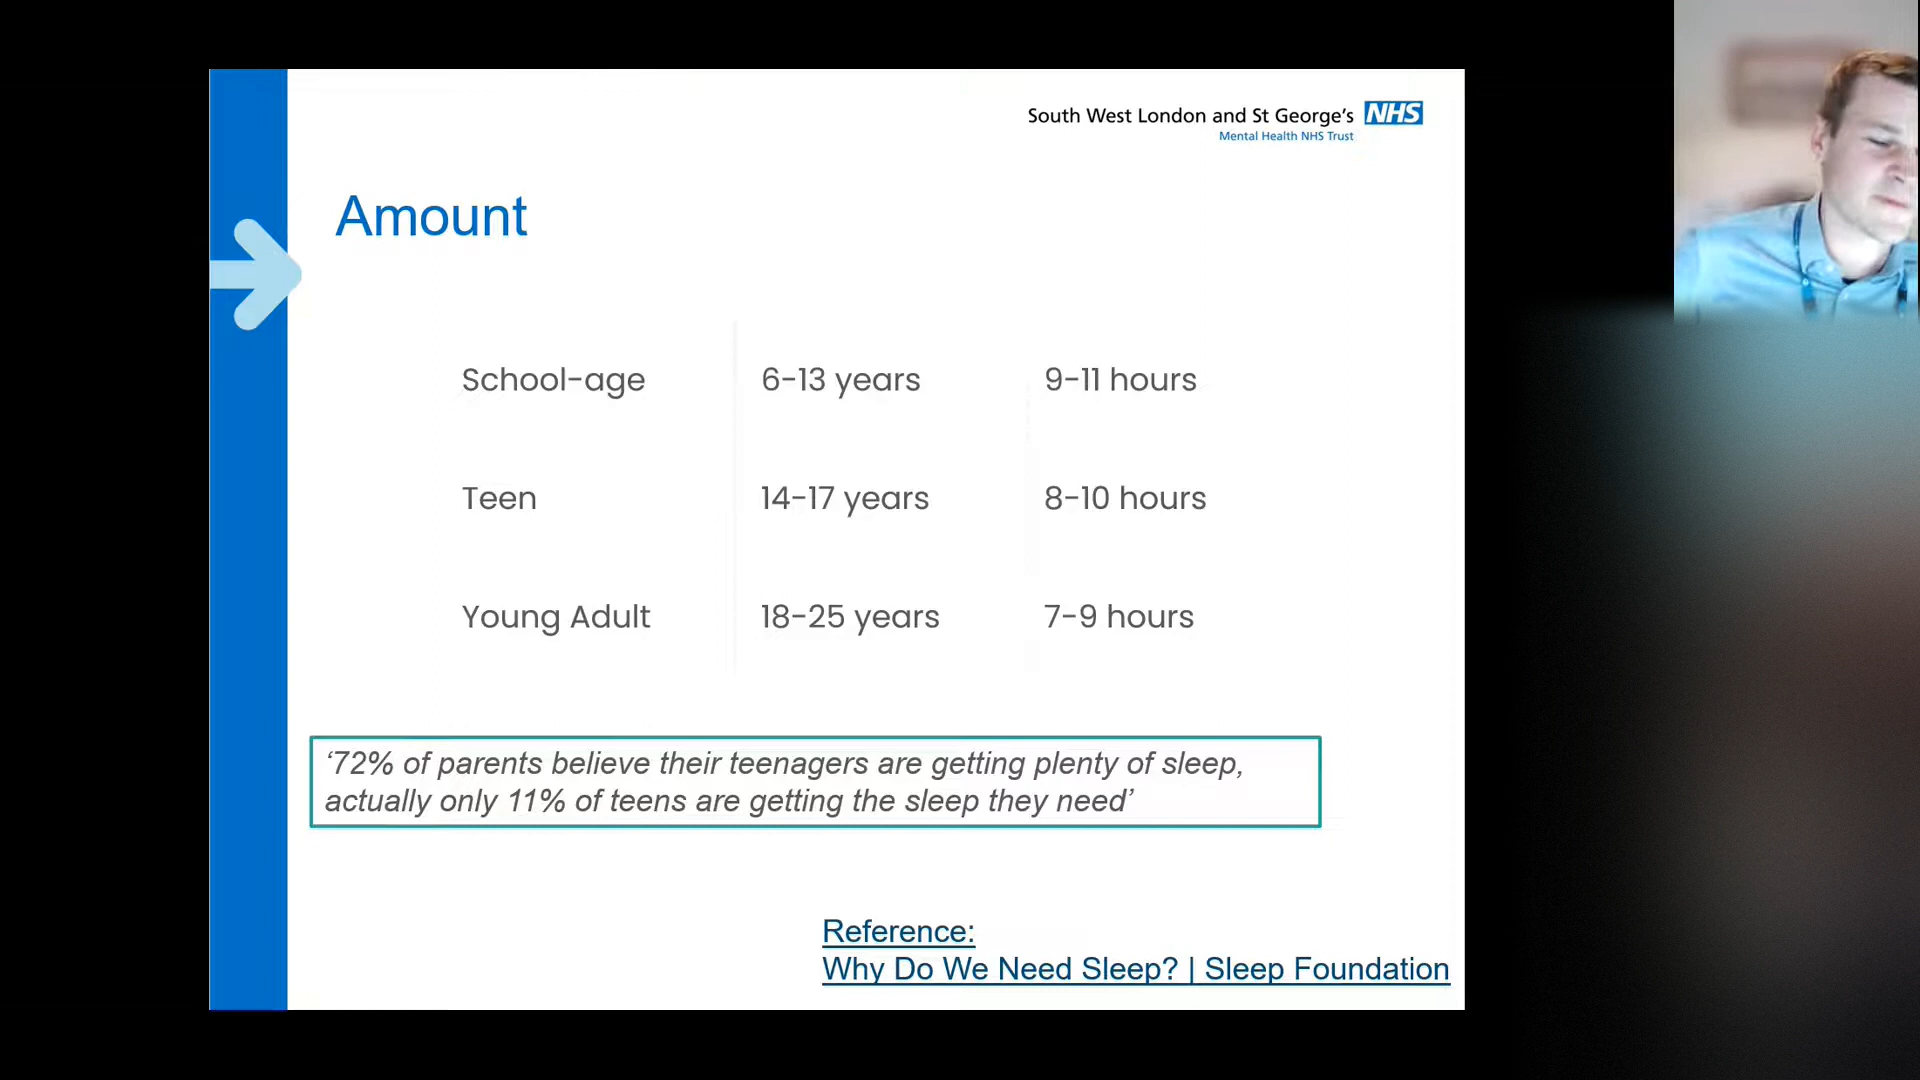 South West London and St George's NHS
Mental Health NHS Trust
Amount
School-age 6-13 years 9-11 hours
Teen 14-17 years 8-10 hours
Young Adult 18-25 years 7-9 hours
‘72% of parents believe their teenagers are getting plenty of sleep,
actually only 11% of teens are getting the sleep they need’
Reference:
Why Do We Need Sleep? | Sleep Foundation